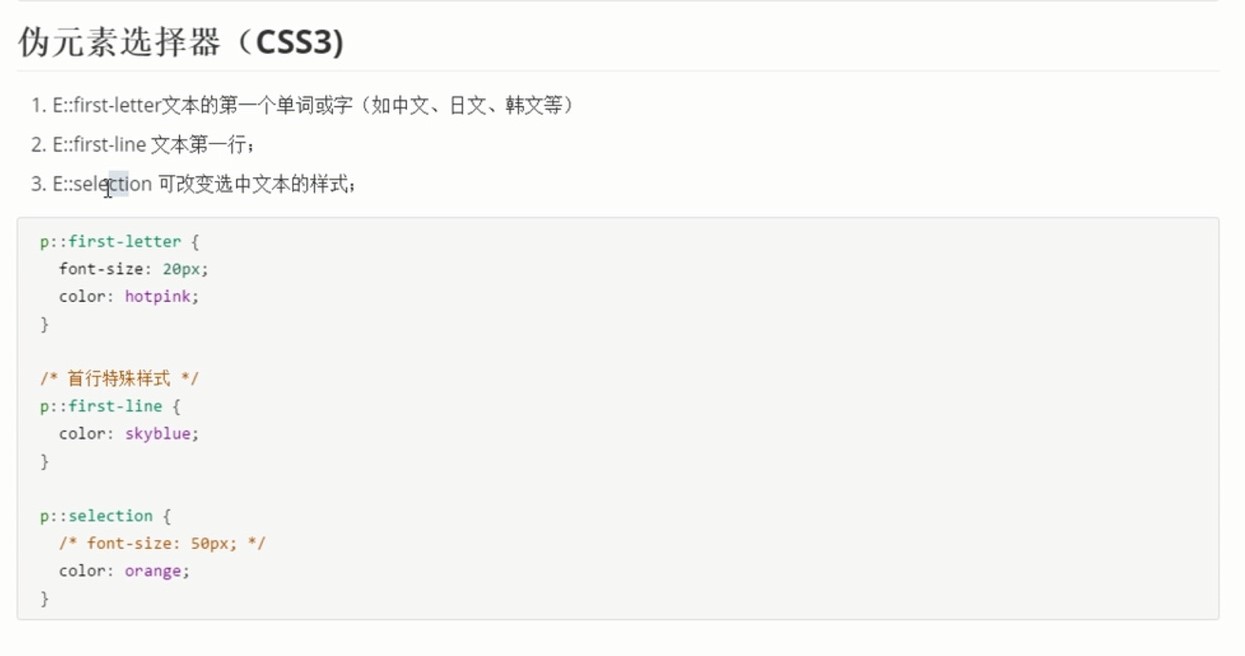 伪元素选择器（CSS3)
1. E::first-letter文本的第一个单词或字（如中文、日文、韩文等）
2. E::first-line 文本第一行；
3. E::selection 可改变选中文本的样式；
p::first-letter {
  font-size: 20px;
  color: hotpink;
}
/* 首行特殊样式 */
p::first-line {
  color: skyblue;
}
p::selection {
  /* font-size: 50px; */
  color: orange;
}